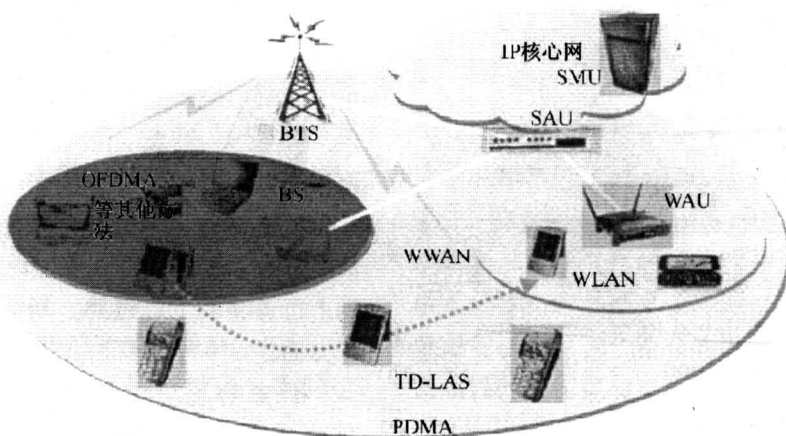 IP核心网
SMU
SAU
BTS
OFDMA
等其他方
法
BS
WAU
WWAN
WLAN
TD-LAS
PDMA